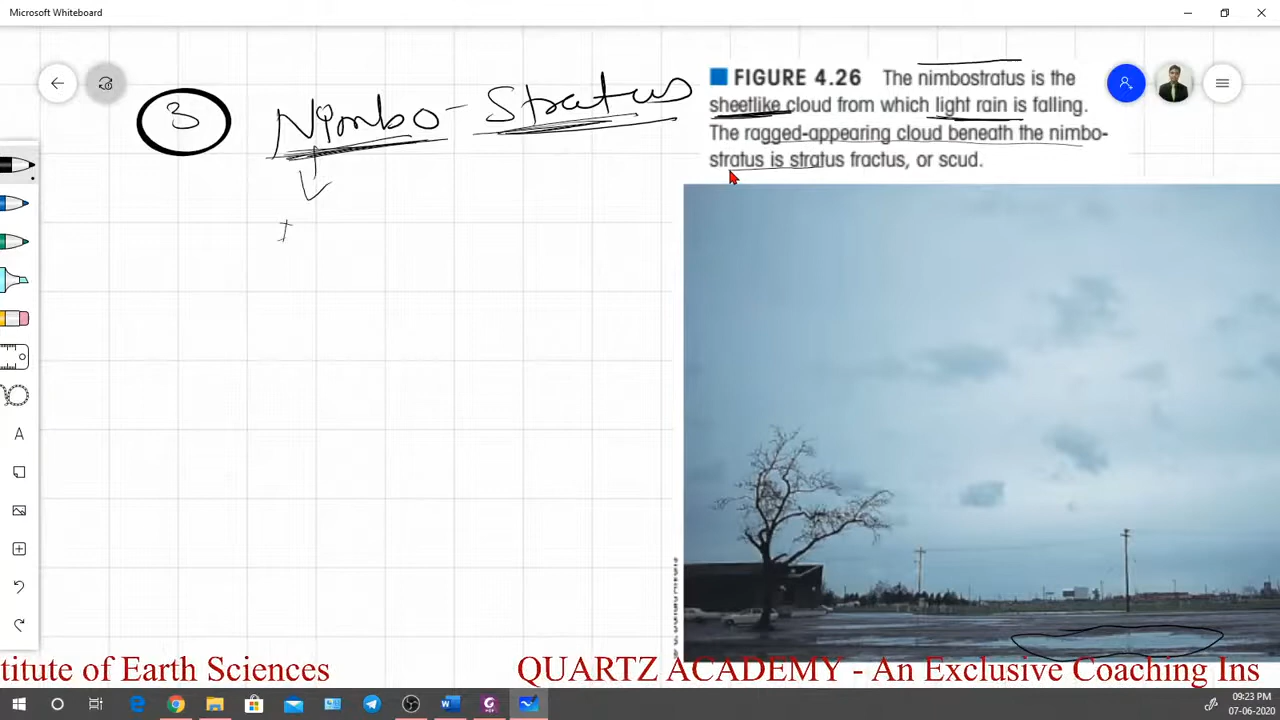 Microsoft Whiteboard
3 Nimbo-Stratus
FIGURE 4.26 The nimbostratus is the
sheetlike cloud from which light rain is falling.
The ragged-appearing cloud beneath the nimbo-
stratus is stratus fractus, or scud.
A
titute of Earth Sciences QUARTZ ACADEMY - An Exclusive Coaching Ins
09:23 PM
07-06-2020